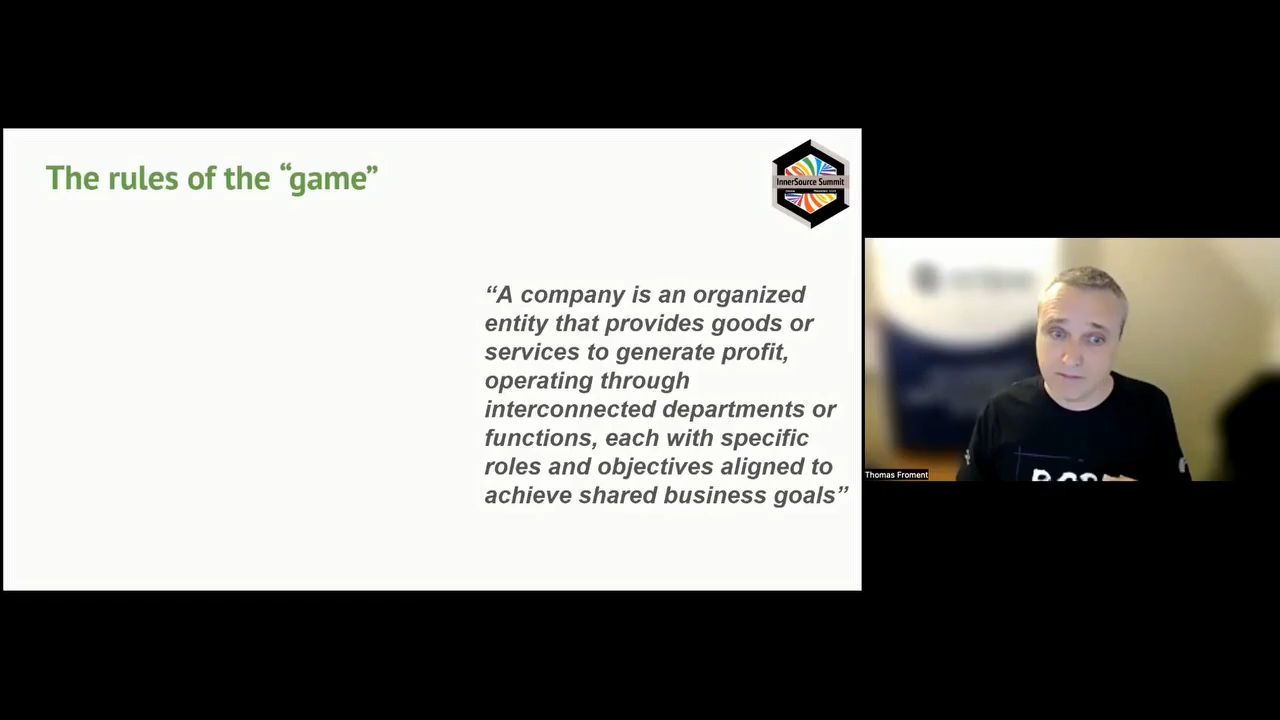 The rules of the “game”
InnerSource Summit
“A company is an organized
entity that provides goods or
services to generate profit,
operating through
interconnected departments or
functions, each with specific
roles and objectives aligned to
achieve shared business goals”
Thomas Froment